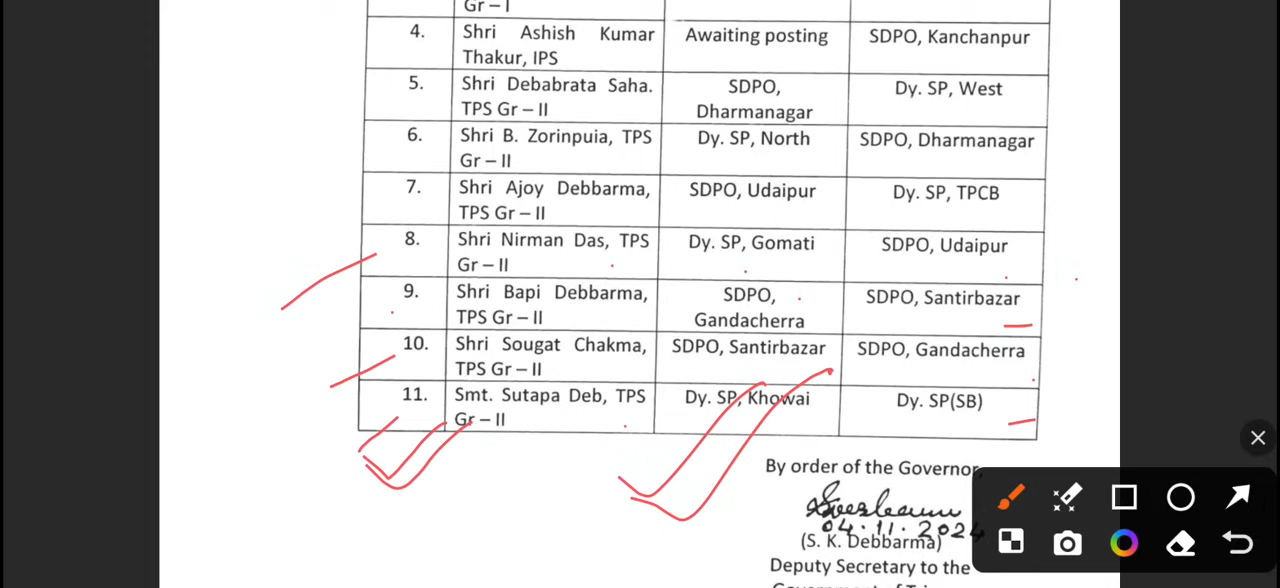 Gr – I
4. Shri Ashish Kumar Awaiting posting SDPO, Kanchanpur
Thakur, IPS
5. Shri Debabrata Saha. SDPO, Dy. SP, West
TPS Gr – II Dharmanagar
6. Shri B. Zorinpuia, TPS Dy. SP, North SDPO, Dharmanagar
Gr – II
7. Shri Ajoy Debbarma, SDPO, Udaipur Dy. SP, TPCB
TPS Gr – II
8. Shri Nirman Das, TPS Dy. SP, Gomati SDPO, Udaipur
Gr – II
9. Shri Bapi Debbarma, SDPO, SDPO, Santirbazar
TPS Gr – II Gandacherra
10. Shri Sougat Chakma, SDPO, Santirbazar SDPO, Gandacherra
TPS Gr – II
11. Smt. Sutapa Deb, TPS Dy. SP, Khowai Dy. SP(SB)
Gr – II
By order of the Governor,
04.11.2024
(S. K. Debbarma)
Deputy Secretary to the